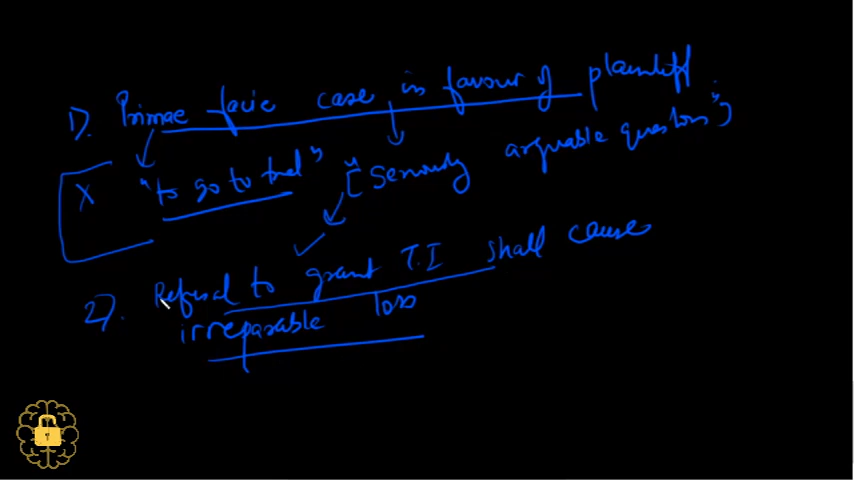 1). Primae facie case in favour of plaintiff
X "to go to trial" ["Seriously arguable questions"]
2). Refusal to grant T.I shall cause
irreparable loss